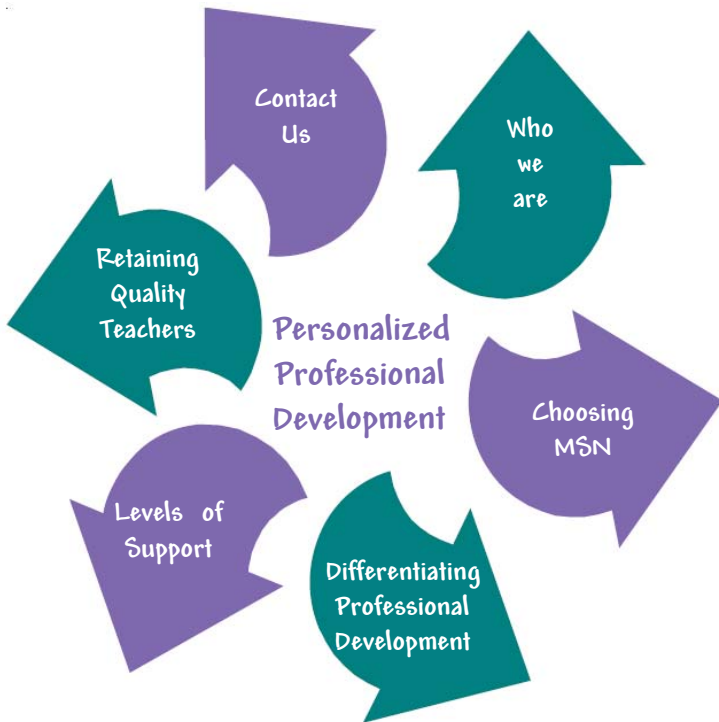 Contact
Us
Who
we
are
Retaining
Quality
Teachers
Personalized
Professional
Development
Choosing
MSN
Levels of
Support
Differentiating
Professional
Development